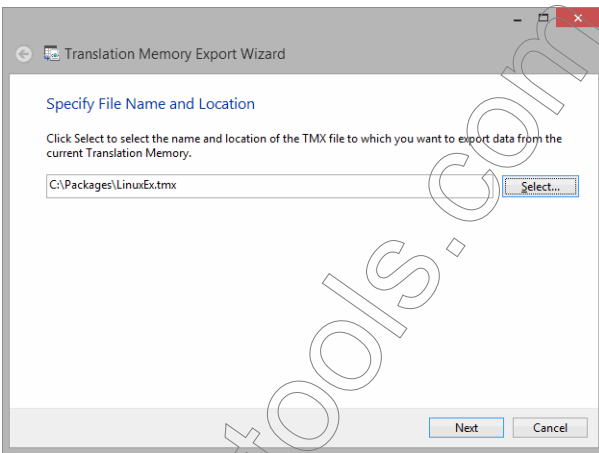 Translation Memory Export Wizard
Specify File Name and Location
Click Select to select the name and location of the TMX file to which you want to export data from the
current Translation Memory.
C:\Packages\LinuxEx.tmx
Select...
Next
Cancel
tools.com